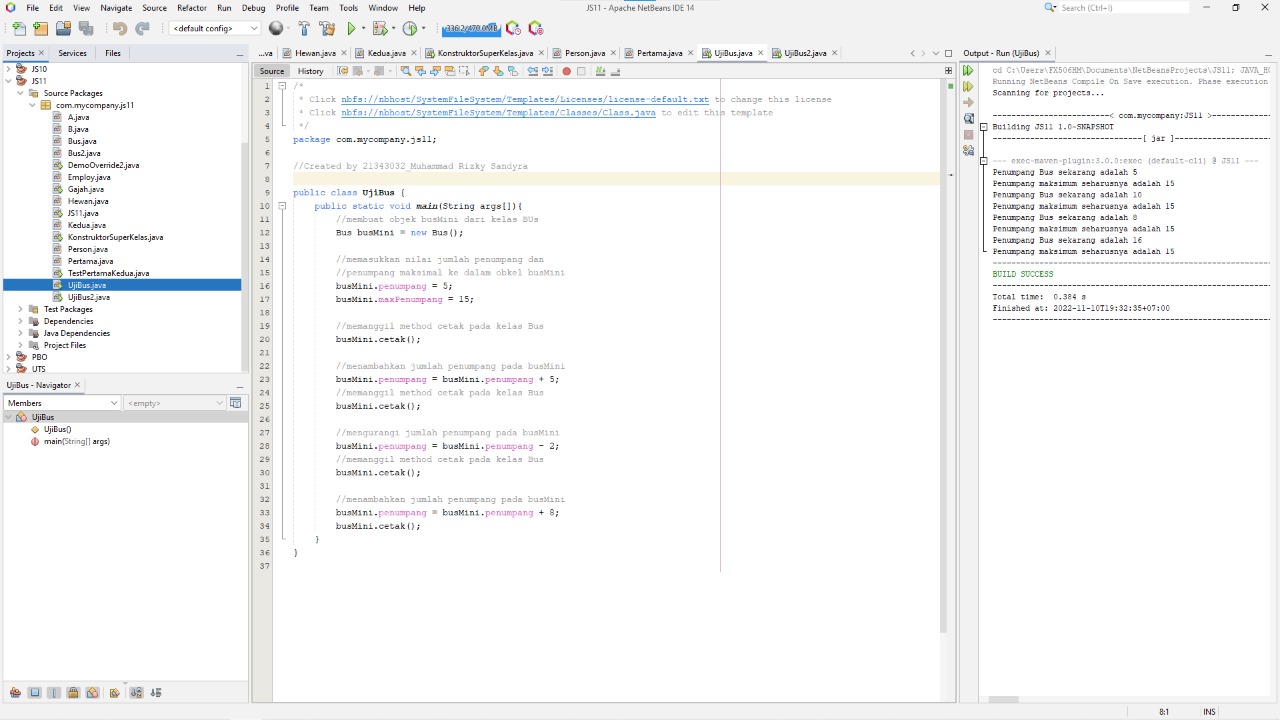 File Edit View Navigate Source Refactor Run Debug Profile Team Tools Window Help
JS11 - Apache NetBeans IDE 14
Search (Ctrl+I)
<default config>
336.2/470.0MB
Projects Services Files
JS10
JS11
Source Packages
com.mycompany.js11
A.java
B.java
Bus.java
Bus2.java
DemoOverride2.java
Employ.java
Gajah.java
Hewan.java
JS11.java
Kedua.java
KonstruktorSuperKelas.java
Person.java
Pertama.java
TestPertamaKedua.java
UjiBus.java
UjiBus2.java
Test Packages
Dependencies
Java Dependencies
Project Files
PBO
UTS
UjiBus - Navigator
Members <empty>
UjiBus
UjiBus()
main(String[] args)
...va Hewan.java Kedua.java KonstruktorSuperKelas.java Person.java Pertama.java UjiBus.java UjiBus2.java
Source History
1 /*
2 * Click nbfs://nbhost/SystemFileSystem/Templates/Licenses/license-default.txt to change this license
3 * Click nbfs://nbhost/SystemFileSystem/Templates/Classes/Class.java to edit this template
4 */
5 package com.mycompany.js11;
6
7 //Created by 21343032_Muhammad Rizky Sandyra
8
9 public class UjiBus {
10 public static void main(String args[]){
11 //membuat objek busMini dari kelas BUs
12 Bus busMini = new Bus();
13
14 //memasukkan nilai jumlah penumpang dan
15 //penumpang maksimal ke dalam obkel busMini
16 busMini.penumpang = 5;
17 busMini.maxPenumpang = 15;
18
19 //memanggil method cetak pada kelas Bus
20 busMini.cetak();
21
22 //menambahkan jumlah penumpang pada busMini
23 busMini.penumpang = busMini.penumpang + 5;
24 //memanggil method cetak pada kelas Bus
25 busMini.cetak();
26
27 //mengurangi jumlah penumpang pada busMini
28 busMini.penumpang = busMini.penumpang - 2;
29 //memanggil method cetak pada kelas Bus
30 busMini.cetak();
31
32 //menambahkan jumlah penumpang pada busMini
33 busMini.penumpang = busMini.penumpang + 8;
34 busMini.cetak();
35 }
36 }
37
Output - Run (UjiBus)
cd C:\Users\FX506HM\Documents\NetBeansProjects\JS11; JAVA_HO
Running NetBeans Compile On Save execution. Phase execution
Scanning for projects...
-----------------------< com.mycompany:JS11 >-----------
Building JS11 1.0-SNAPSHOT
--------------------------------[ jar ]-----------------
--- exec-maven-plugin:3.0.0:exec (default-cli) @ JS11 ---
Penumpang Bus sekarang adalah 5
Penumpang maksimum seharusnya adalah 15
Penumpang Bus sekarang adalah 10
Penumpang maksimum seharusnya adalah 15
Penumpang Bus sekarang adalah 8
Penumpang maksimum seharusnya adalah 15
Penumpang Bus sekarang adalah 16
Penumpang maksimum seharusnya adalah 15
--------------------------------------------------------
BUILD SUCCESS
--------------------------------------------------------
Total time: 0.384 s
Finished at: 2022-11-10T19:32:35+07:00
--------------------------------------------------------
8:1 INS